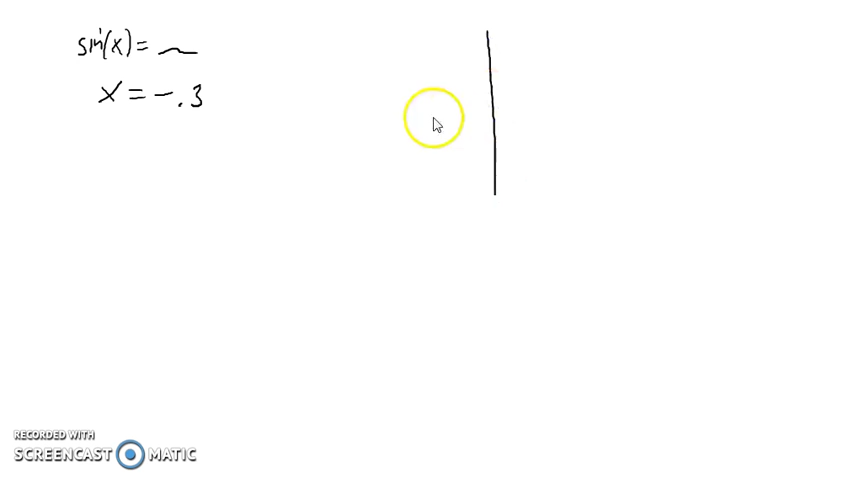 sin'(x) = ~
x = -.3
RECORDED WITH
SCREENCAST MATIC